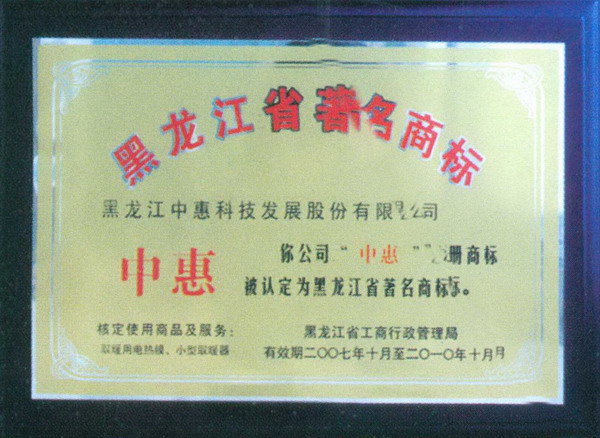 黑龙江省著名商标
黑龙江中惠科技发展股份有限公司
中惠
你公司“中惠”注册商标
被认定为黑龙江省著名商标。
核定使用商品及服务：
取暖用电热膜、小型取暖器
黑龙江省工商行政管理局
有效期二〇〇七年十月至二〇一〇年十月